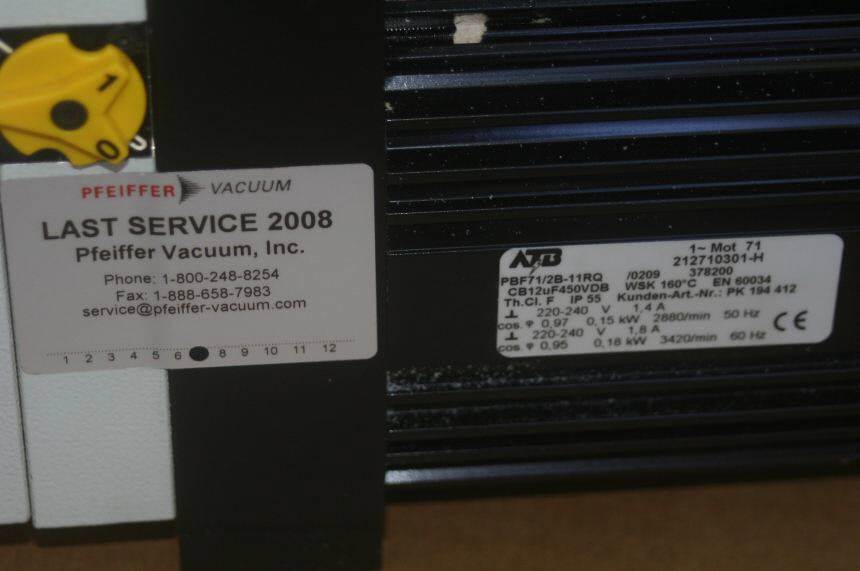 1
0
PFEIFFER VACUUM
LAST SERVICE 2008
Pfeiffer Vacuum, Inc.
Phone: 1-800-248-8254
Fax: 1-888-658-7983
service@pfeiffer-vacuum.com
1 2 3 4 5 6 8 9 10 11 12
ATB 1~ Mot 71
212710301-H
PBF71/2B-11RQ /0209 378200
CB12uF450VDB WSK 160°C EN 60034
Th.Cl. F IP 55 Kunden-Art.-Nr.: PK 194 412
⊥ 220-240 V 1,4 A
cos. φ 0,97 0,15 kW 2880/min 50 Hz
⊥ 220-240 V 1,8 A
cos. φ 0,95 0,18 kW 3420/min 60 Hz
CE